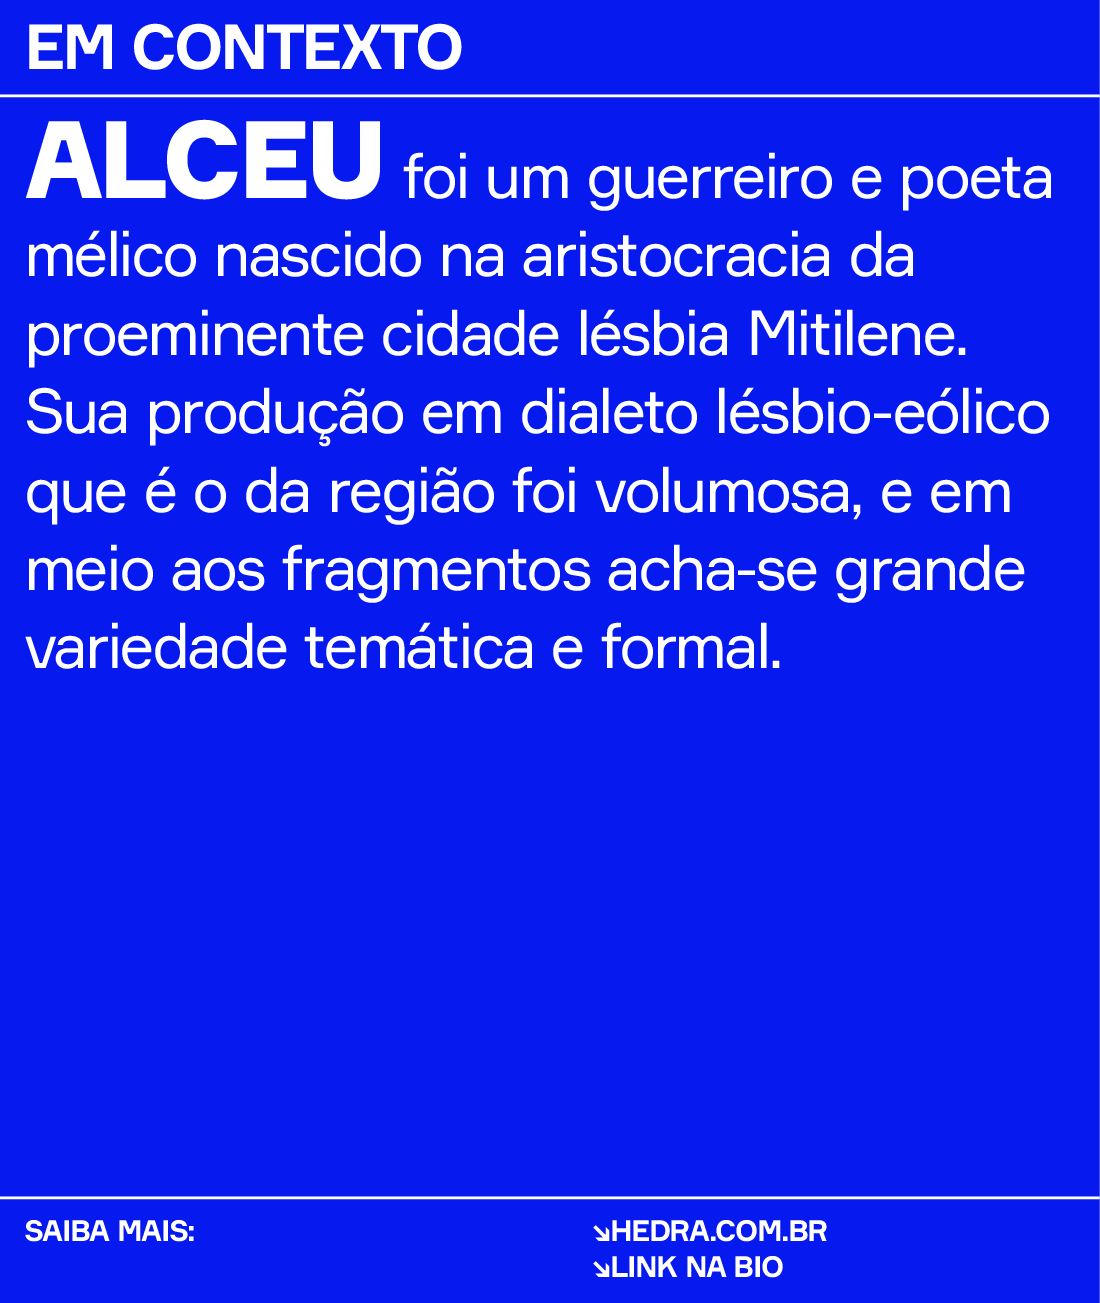 EM CONTEXTO
ALCEU foi um guerreiro e poeta
mélico nascido na aristocracia da
proeminente cidade lésbia Mitilene.
Sua produção em dialeto lésbio-eólico
que é o da região foi volumosa, e em
meio aos fragmentos acha-se grande
variedade temática e formal.
SAIBA MAIS:
↘HEDRA.COM.BR
↘LINK NA BIO